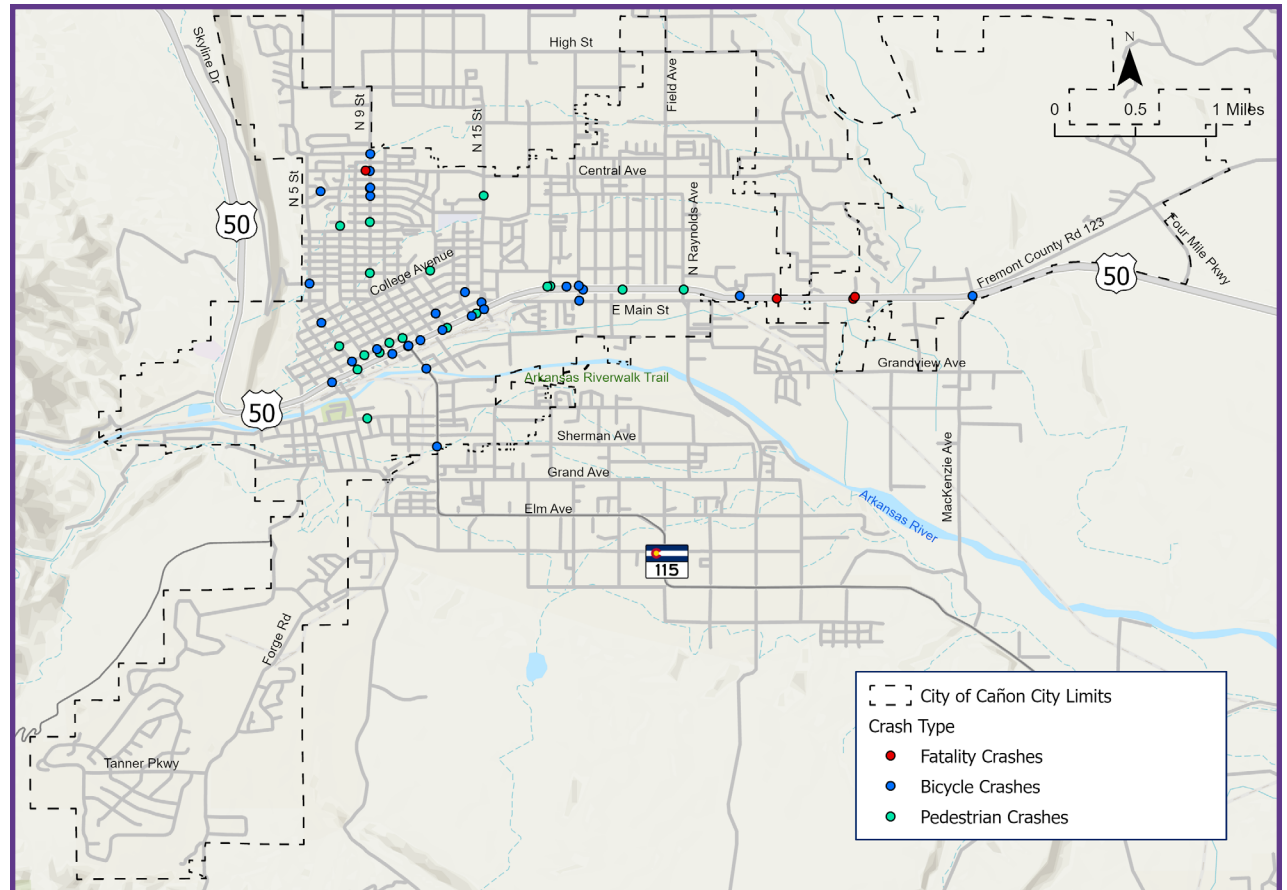 High St
Skyline Dr
N 9 St
N 15 St
Field Ave
N
0 0.5 1 Miles
N 5 St
Central Ave
50
N Raynolds Ave
College Avenue
Fremont County Rd 123
Four Mile Pkwy
50
E Main St
Grandview Ave
Arkansas Riverwalk Trail
50
Sherman Ave
Grand Ave
MacKenzie Ave
Arkansas River
Elm Ave
115
Forge Rd
Tanner Pkwy
City of Cañon City Limits
Crash Type
Fatality Crashes
Bicycle Crashes
Pedestrian Crashes